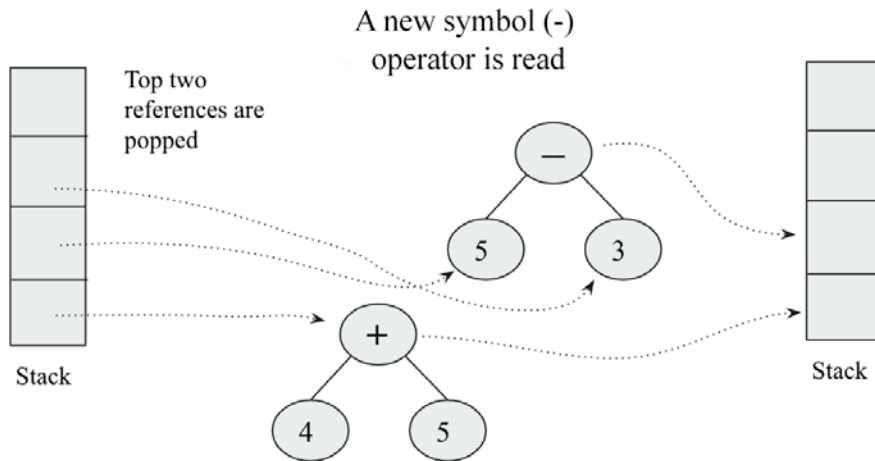 A new symbol (-)
operator is read
Top two
references are
popped
–
5
3
+
4
5
Stack
Stack